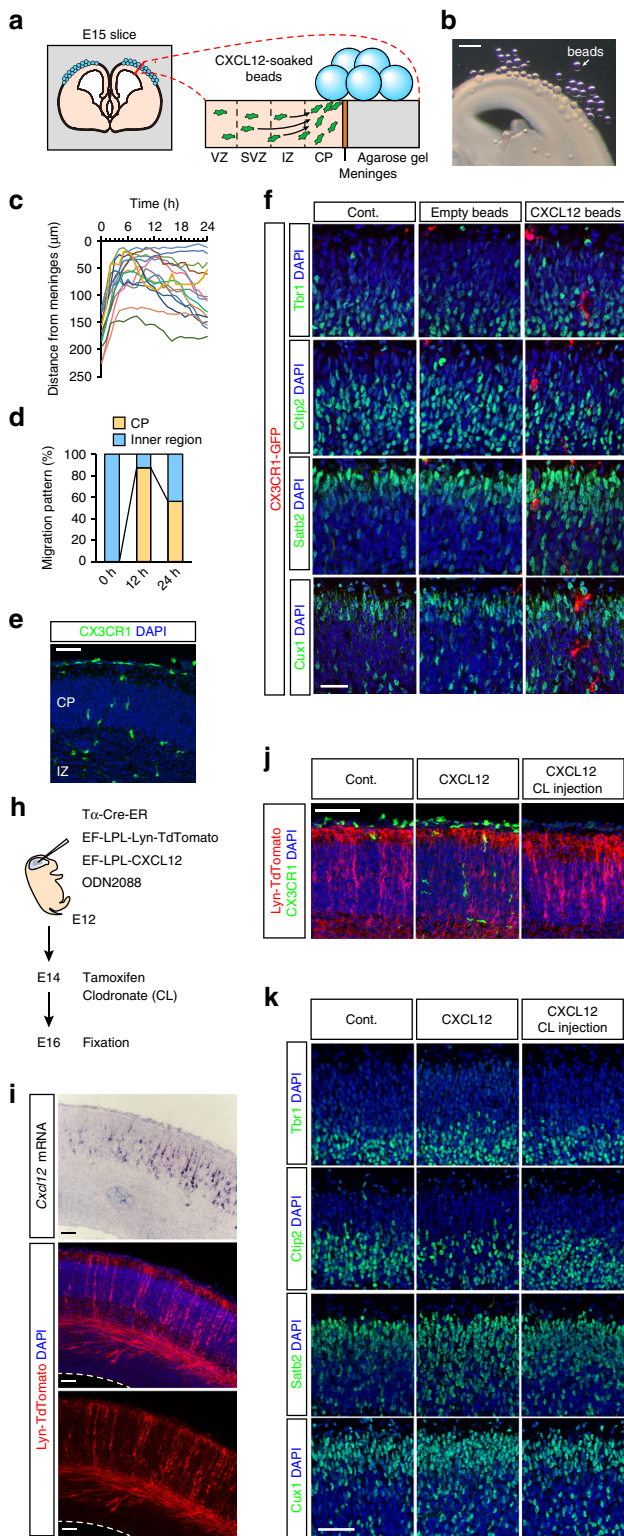 a
E15 slice
CXCL12-soaked
beads
VZ
SVZ
IZ
CP
Agarose gel
Meninges
b
beads
c
Time (h)
0
6
12
18
24
Distance from meninges (μm)
0
50
100
150
200
250
d
CP
Inner region
Migration pattern (%)
100
80
60
40
20
0
0 h
12 h
24 h
e
CX3CR1 DAPI
CP
IZ
f
Cont.
Empty beads
CXCL12 beads
CX3CR1-GFP
Tbr1 DAPI
Ctip2 DAPI
Satb2 DAPI
Cux1 DAPI
h
Tα-Cre-ER
EF-LPL-Lyn-TdTomato
EF-LPL-CXCL12
ODN2088
E12
E14
Tamoxifen
Clodronate (CL)
E16
Fixation
i
Cxcl12 mRNA
Lyn-TdTomato DAPI
j
Cont.
CXCL12
CXCL12
CL injection
Lyn-TdTomato
CX3CR1 DAPI
k
Cont.
CXCL12
CXCL12
CL injection
Tbr1 DAPI
Ctip2 DAPI
Satb2 DAPI
Cux1 DAPI